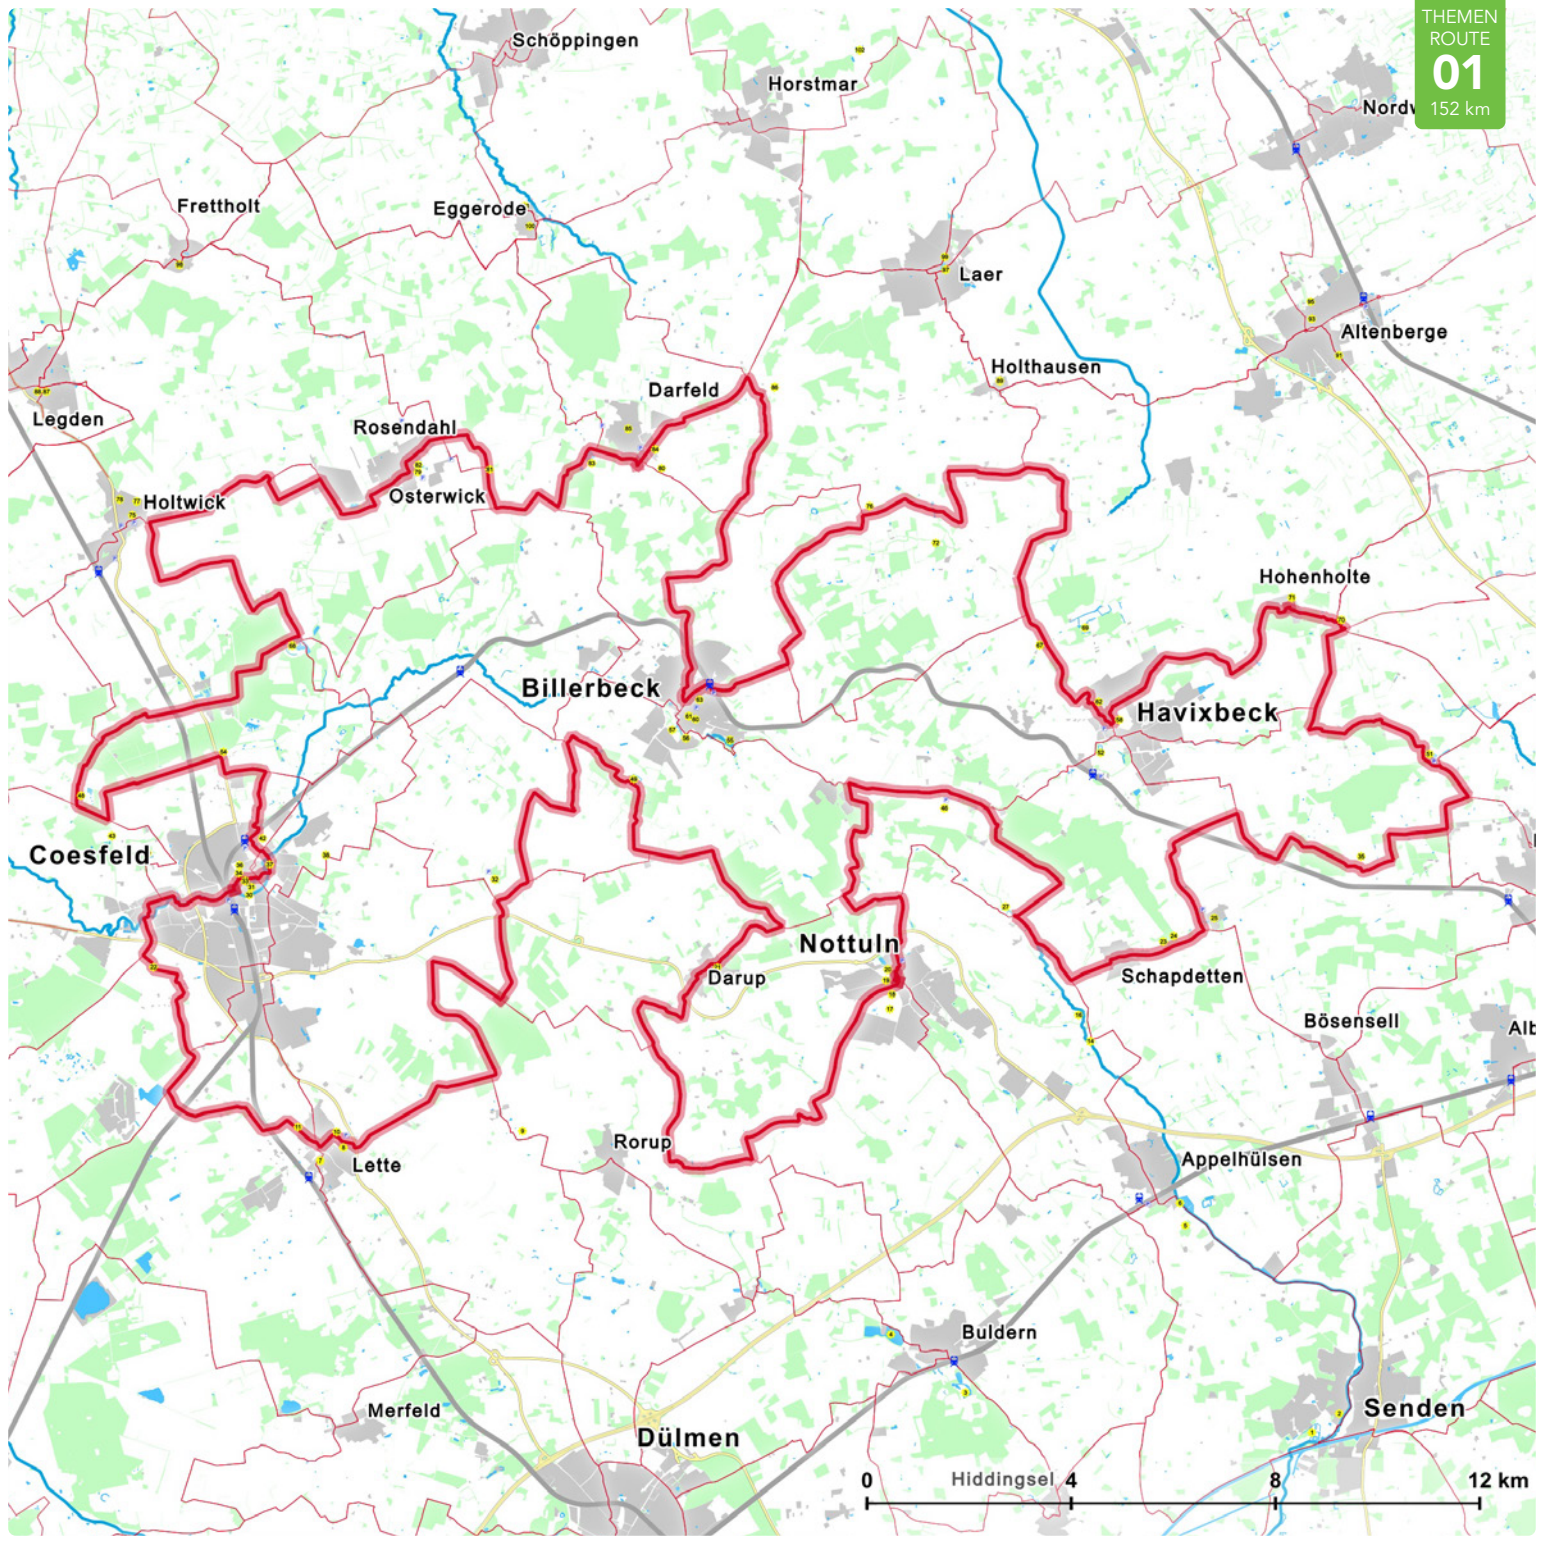 THEMEN
ROUTE
01
152 km
Schöppingen
Horstmar
Nordw
Frettholt
Eggerode
Laer
Altenberge
Holthausen
Darfeld
Legden
Rosendahl
Osterwick
Holtwick
Hohenholte
Billerbeck
Havixbeck
Coesfeld
Nottuln
Darup
Schapdetten
Bösensell
Alb
Rorup
Lette
Appelhülsen
Buldern
Merfeld
Senden
Dülmen
0 Hiddingsel 4 8 12 km